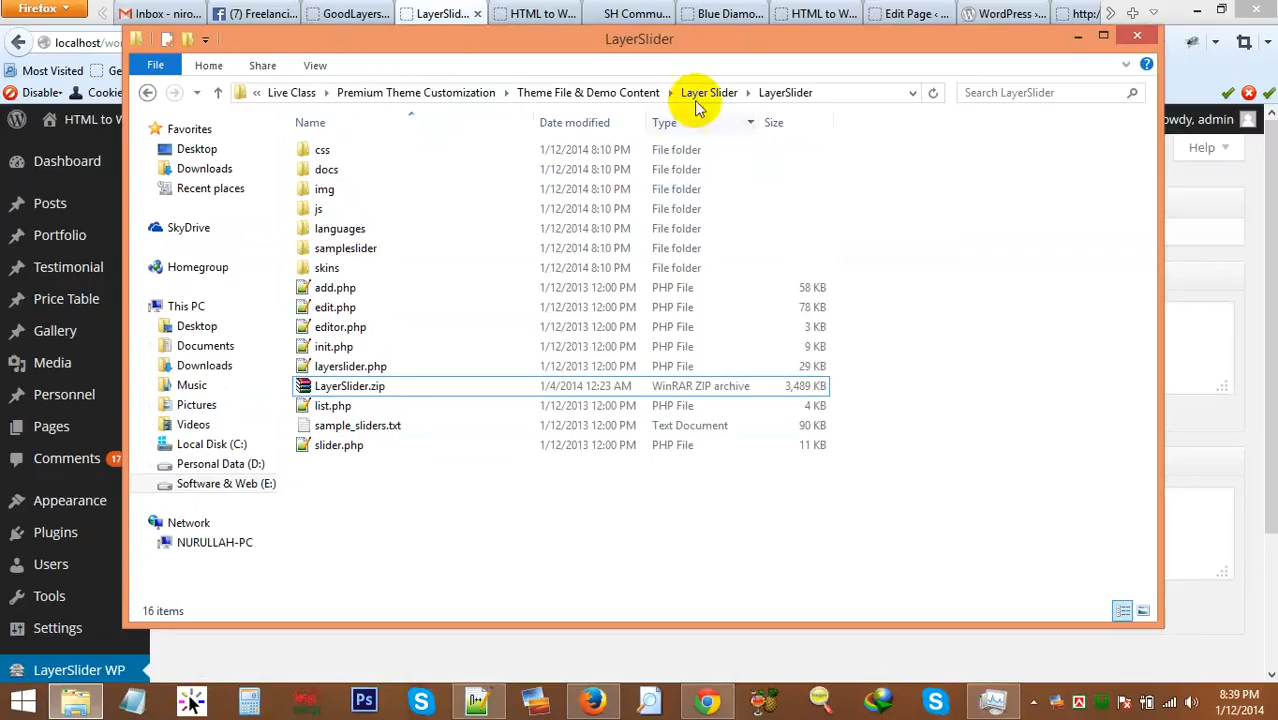 Firefox
Inbox - niro...
(7) Freelanci...
GoodLayers...
LayerSlid...
HTML to W...
SH Commu...
Blue Diamo...
HTML to W...
Edit Page ‹ ...
WordPress ›...
http:/
localhost/wor
Most Visited
Ge
Disable
Cookie
LayerSlider
File
Home
Share
View
Live Class
Premium Theme Customization
Theme File & Demo Content
Layer Slider
LayerSlider
Search LayerSlider
HTML to W
owdy, admin
Help
Name
Date modified
Type
Size
css 1/12/2014 8:10 PM File folder
docs 1/12/2014 8:10 PM File folder
img 1/12/2014 8:10 PM File folder
js 1/12/2014 8:10 PM File folder
languages 1/12/2014 8:10 PM File folder
sampleslider 1/12/2014 8:10 PM File folder
skins 1/12/2014 8:10 PM File folder
add.php 1/12/2013 12:00 PM PHP File 58 KB
edit.php 1/12/2013 12:00 PM PHP File 78 KB
editor.php 1/12/2013 12:00 PM PHP File 3 KB
init.php 1/12/2013 12:00 PM PHP File 9 KB
layerslider.php 1/12/2013 12:00 PM PHP File 29 KB
LayerSlider.zip 1/4/2014 12:23 AM WinRAR ZIP archive 3,489 KB
list.php 1/12/2013 12:00 PM PHP File 4 KB
sample_sliders.txt 1/12/2013 12:00 PM Text Document 90 KB
slider.php 1/12/2013 12:00 PM PHP File 11 KB
Favorites
Desktop
Downloads
Recent places
SkyDrive
Homegroup
This PC
Desktop
Documents
Downloads
Music
Pictures
Videos
Local Disk (C:)
Personal Data (D:)
Software & Web (E:)
Network
NURULLAH-PC
16 items
Dashboard
Posts
Portfolio
Testimonial
Price Table
Gallery
Media
Personnel
Pages
Comments 17
Appearance
Plugins
Users
Tools
Settings
LayerSlider WP
8:39 PM
1/12/2014